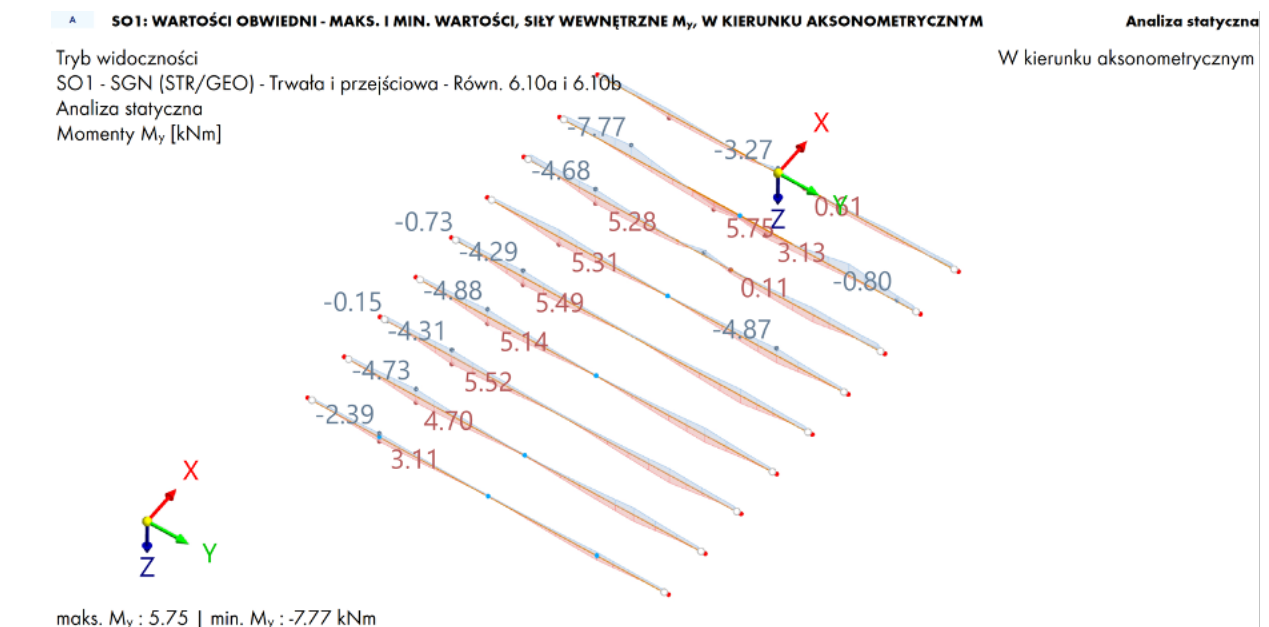 A SO1: WARTOŚCI OBWIEDNI - MAKS. I MIN. WARTOŚCI, SIŁY WEWNĘTRZNE My, W KIERUNKU AKSONOMETRYCZNYM Analiza statyczna
Tryb widoczności W kierunku aksonometrycznym
SO1 - SGN (STR/GEO) - Trwała i przejściowa - Równ. 6.10a i 6.10b
Analiza statyczna
Momenty My [kNm]
X
-7.77
-3.27
-4.68
0.61
Y
Z
5.28
5.75
-0.73
3.13
-4.29
5.31
-0.80
0.11
-4.88
5.49
-0.15
-4.87
-4.31
5.14
-4.73
5.52
-2.39
4.70
3.11
X
Y
Z
maks. My : 5.75 | min. My : -7.77 kNm